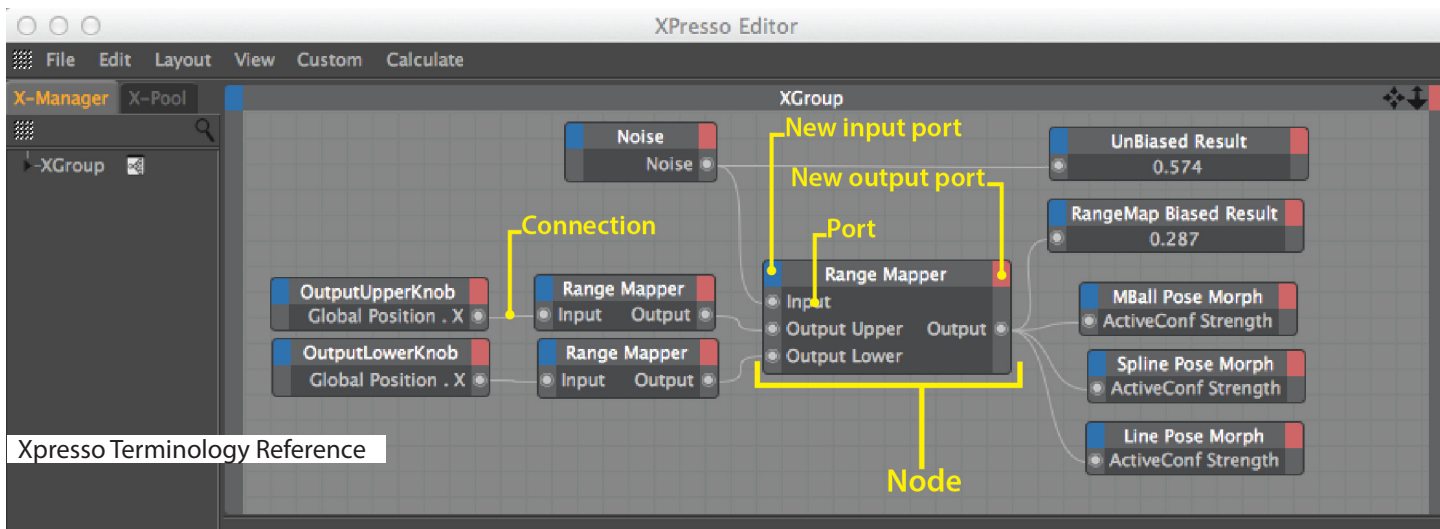 XPresso Editor
File Edit Layout View Custom Calculate
X-Manager X-Pool
XGroup
-XGroup
Noise
Noise
New input port
New output port
UnBiased Result
0.574
RangeMap Biased Result
0.287
Connection
Port
Range Mapper
Input
Output Upper Output
Output Lower
OutputUpperKnob
Global Position . X
Range Mapper
Input Output
OutputLowerKnob
Global Position . X
Range Mapper
Input Output
MBall Pose Morph
ActiveConf Strength
Spline Pose Morph
ActiveConf Strength
Line Pose Morph
ActiveConf Strength
Node
Xpresso Terminology Reference